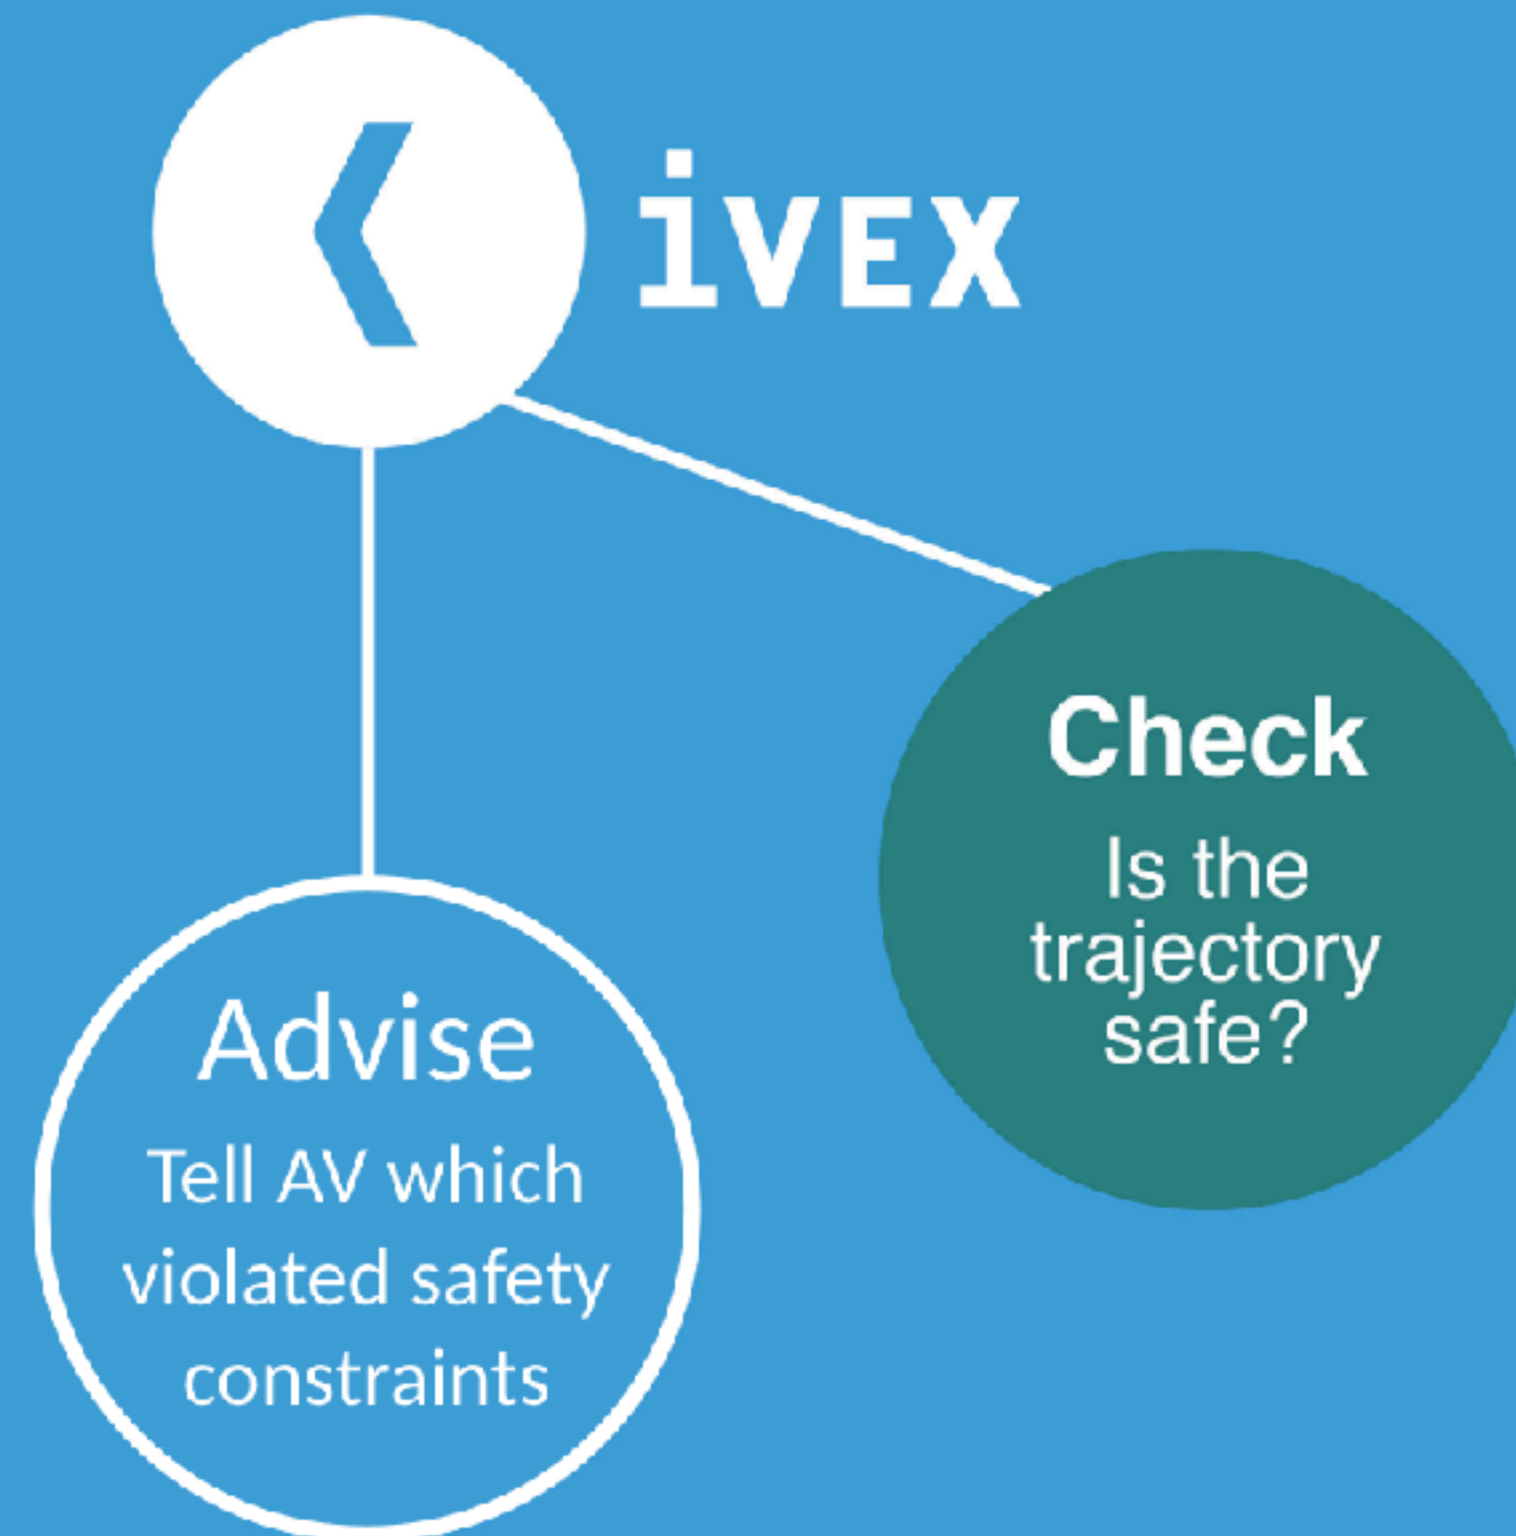 ivex
Check
Is the
trajectory
safe?
Advise
Tell AV which
violated safety
constraints